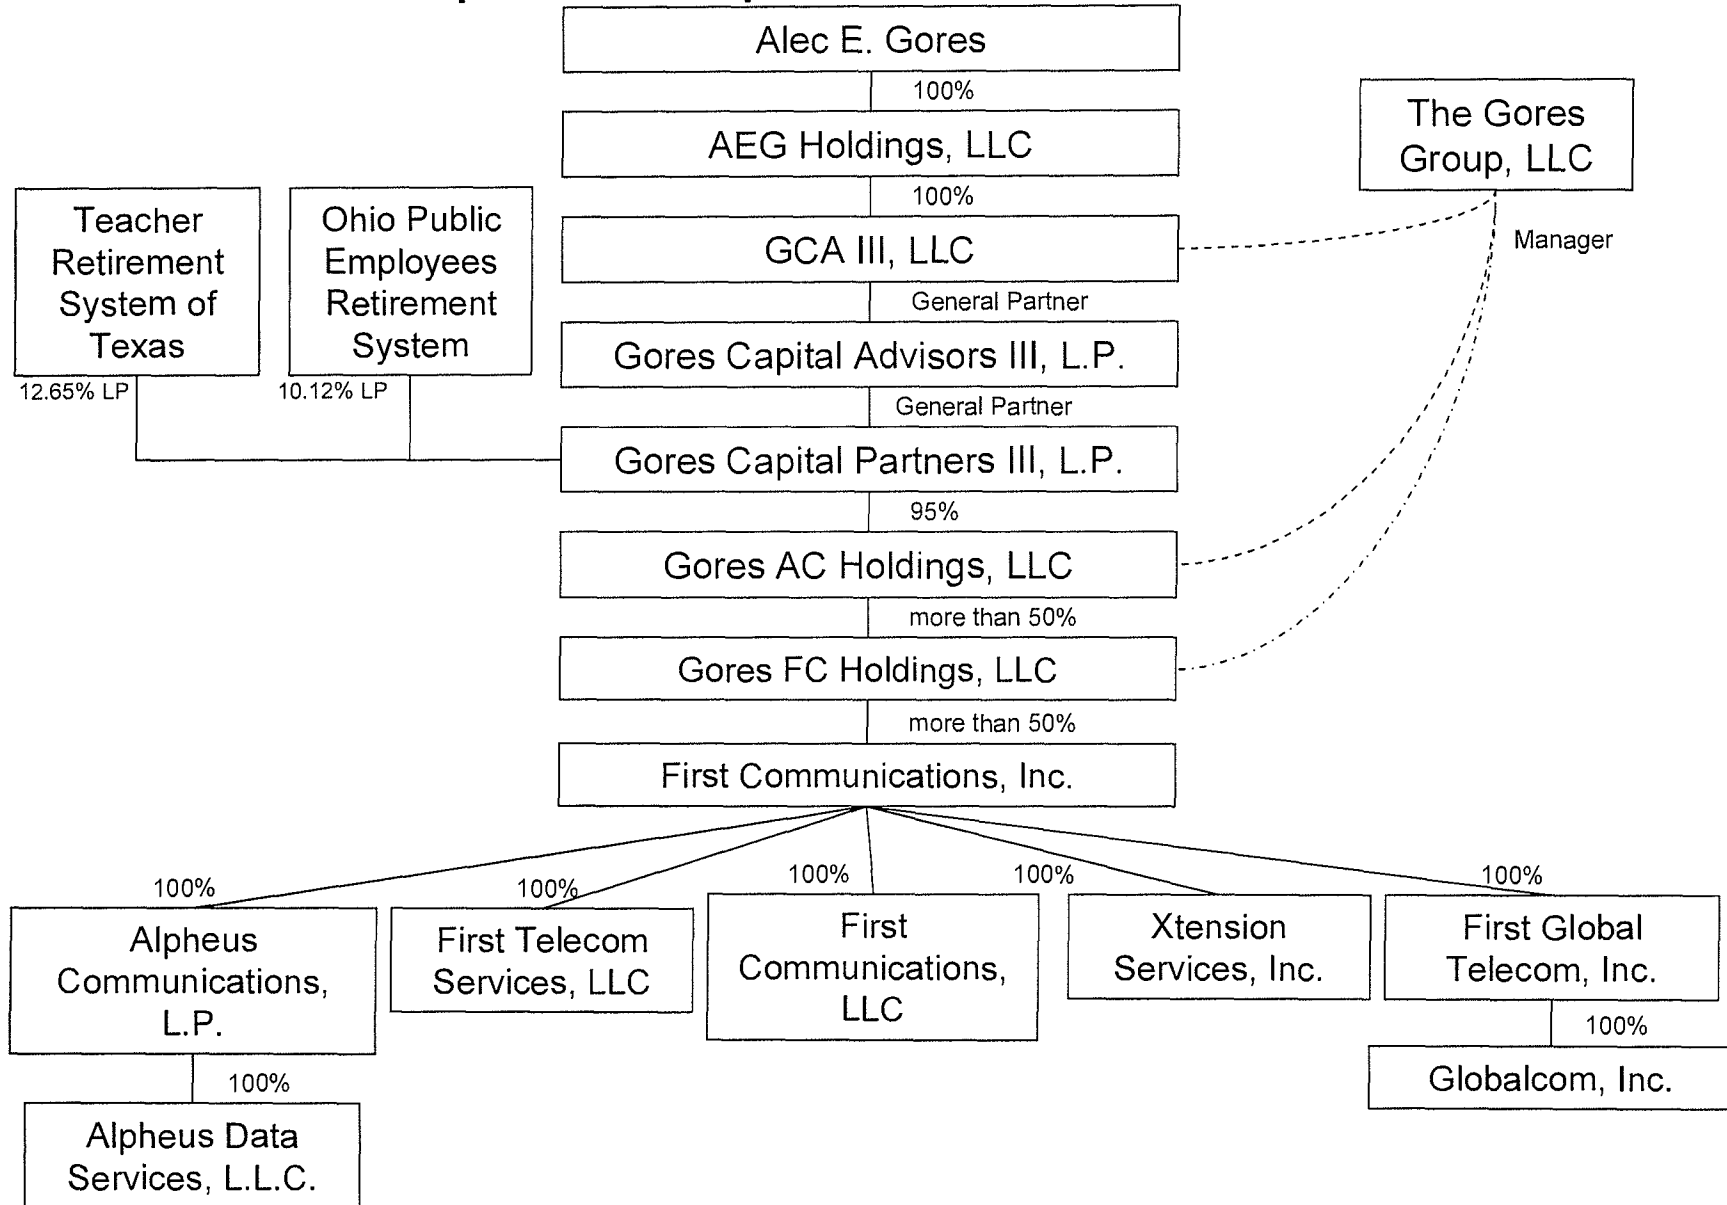 Alec E. Gores
100%
AEG Holdings, LLC
The Gores
Group, LLC
100%
Teacher
Retirement
System of
Texas
Ohio Public
Employees
Retirement
System
GCA III, LLC
Manager
General Partner
Gores Capital Advisors III, L.P.
12.65% LP
10.12% LP
General Partner
Gores Capital Partners III, L.P.
95%
Gores AC Holdings, LLC
more than 50%
Gores FC Holdings, LLC
more than 50%
First Communications, Inc.
100%
100%
100%
100%
100%
Alpheus
Communications,
L.P.
First Telecom
Services, LLC
First
Communications,
LLC
Xtension
Services, Inc.
First Global
Telecom, Inc.
100%
100%
Globalcom, Inc.
Alpheus Data
Services, L.L.C.